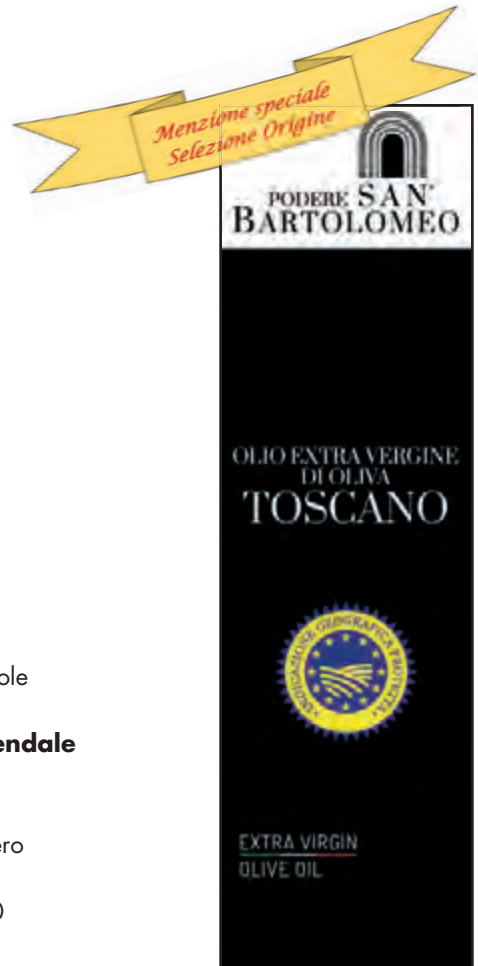 Menzione speciale
Selezione Origine
PODERE SAN
BARTOLOMEO
OLIO EXTRA VERGINE
DI OLIVA
TOSCANO
INDICAZIONE GEOGRAFICA PROTETTA
ole
endale
ero
)
EXTRA VIRGIN
OLIVE OIL